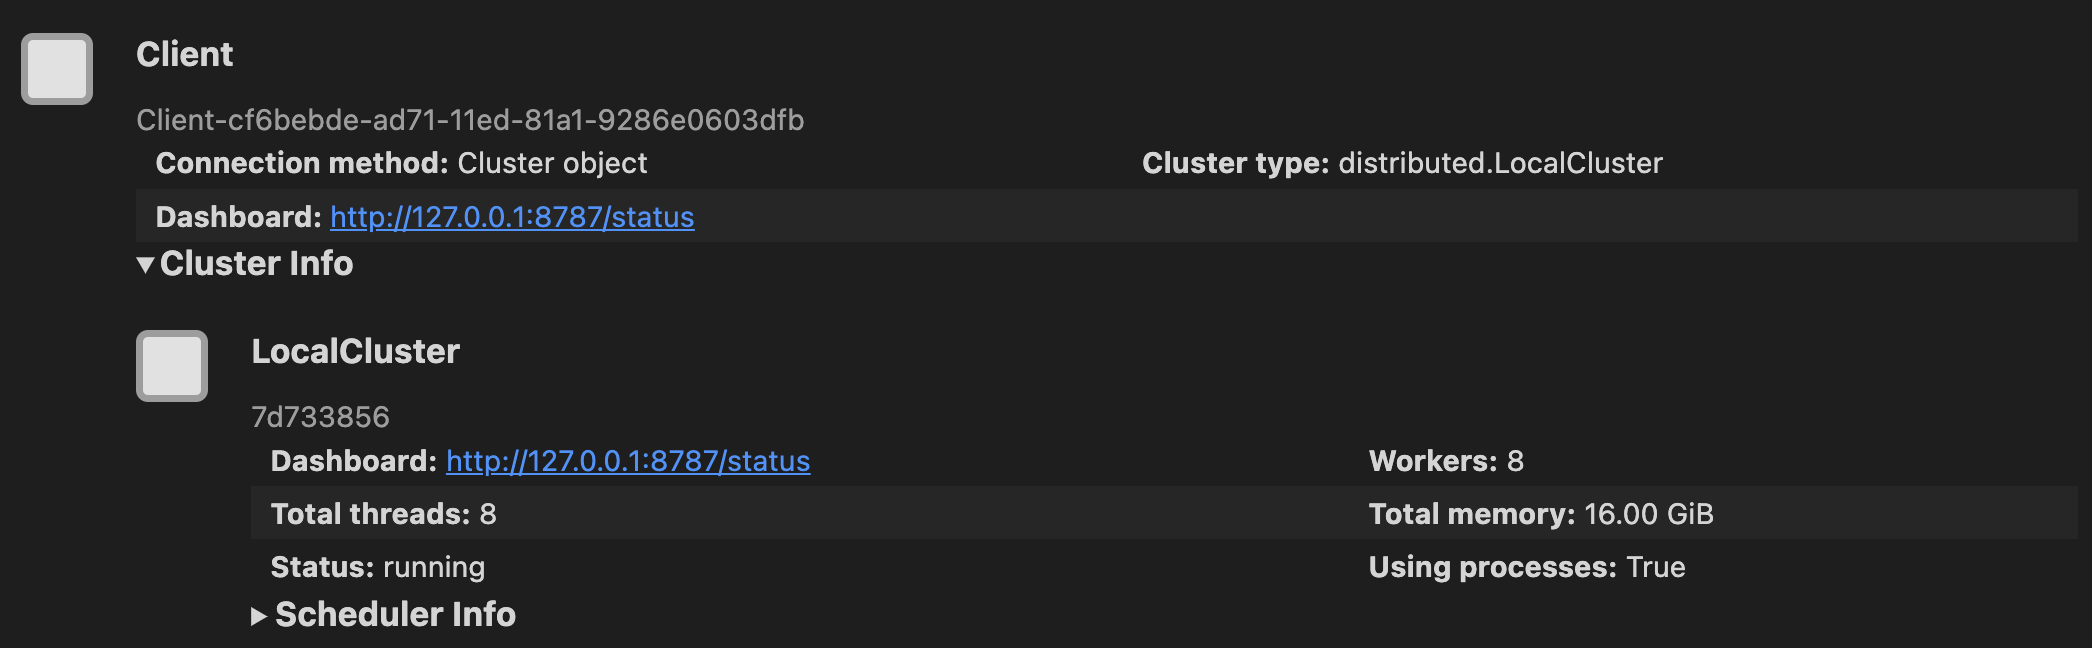 Client
Client-cf6bebde-ad71-11ed-81a1-9286e0603dfb
Connection method: Cluster object Cluster type: distributed.LocalCluster
Dashboard: http://127.0.0.1:8787/status
Cluster Info
LocalCluster
7d733856
Dashboard: http://127.0.0.1:8787/status Workers: 8
Total threads: 8 Total memory: 16.00 GiB
Status: running Using processes: True
Scheduler Info